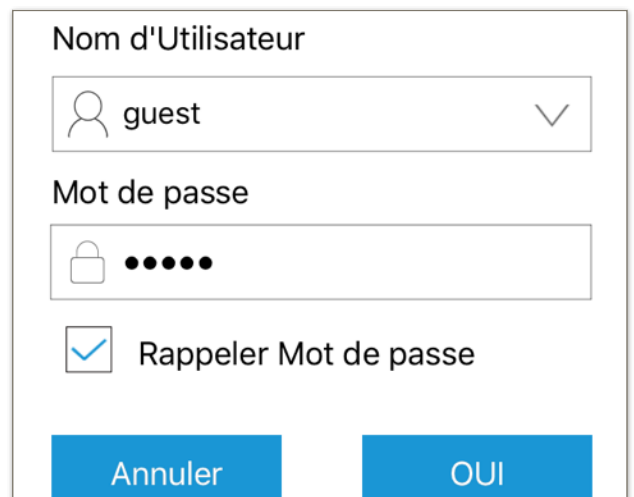 Nom d'Utilisateur
guest
Mot de passe
•••••
Rappeler Mot de passe
Annuler OUI